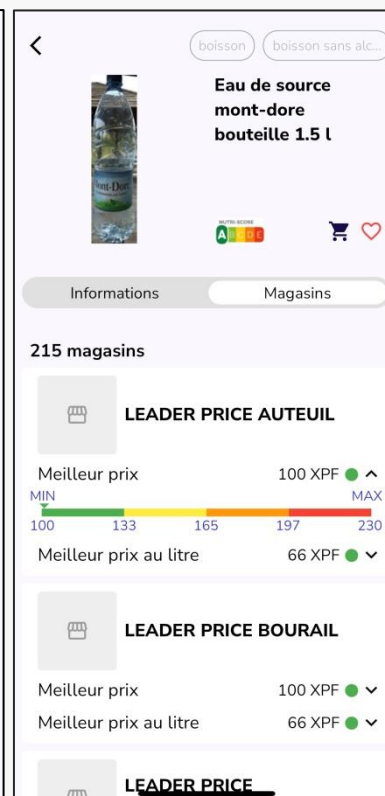 boisson
boisson sans alc...
Eau de source
mont-dore
bouteille 1.5 l
Mont-Dore
NUTRI-SCORE
A B C D E
Informations
Magasins
215 magasins
LEADER PRICE AUTEUIL
Meilleur prix 100 XPF
MIN MAX
100 133 165 197 230
Meilleur prix au litre 66 XPF
LEADER PRICE BOURAIL
Meilleur prix 100 XPF
Meilleur prix au litre 66 XPF
LEADER PRICE